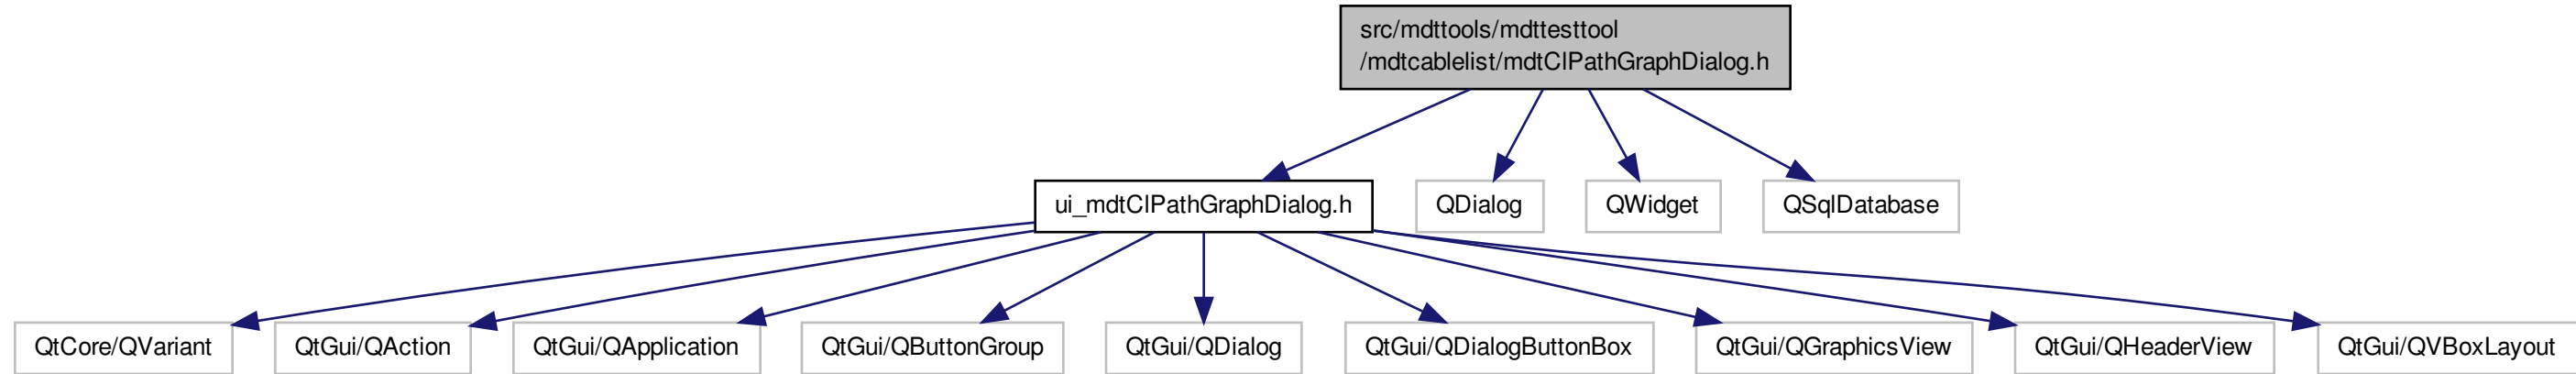 src/mdttools/mdttesttool
/mdtcablelist/mdtClPathGraphDialog.h
ui_mdtClPathGraphDialog.h
QDialog
QWidget
QSqlDatabase
QtCore/QVariant
QtGui/QAction
QtGui/QApplication
QtGui/QButtonGroup
QtGui/QDialog
QtGui/QDialogButtonBox
QtGui/QGraphicsView
QtGui/QHeaderView
QtGui/QVBoxLayout